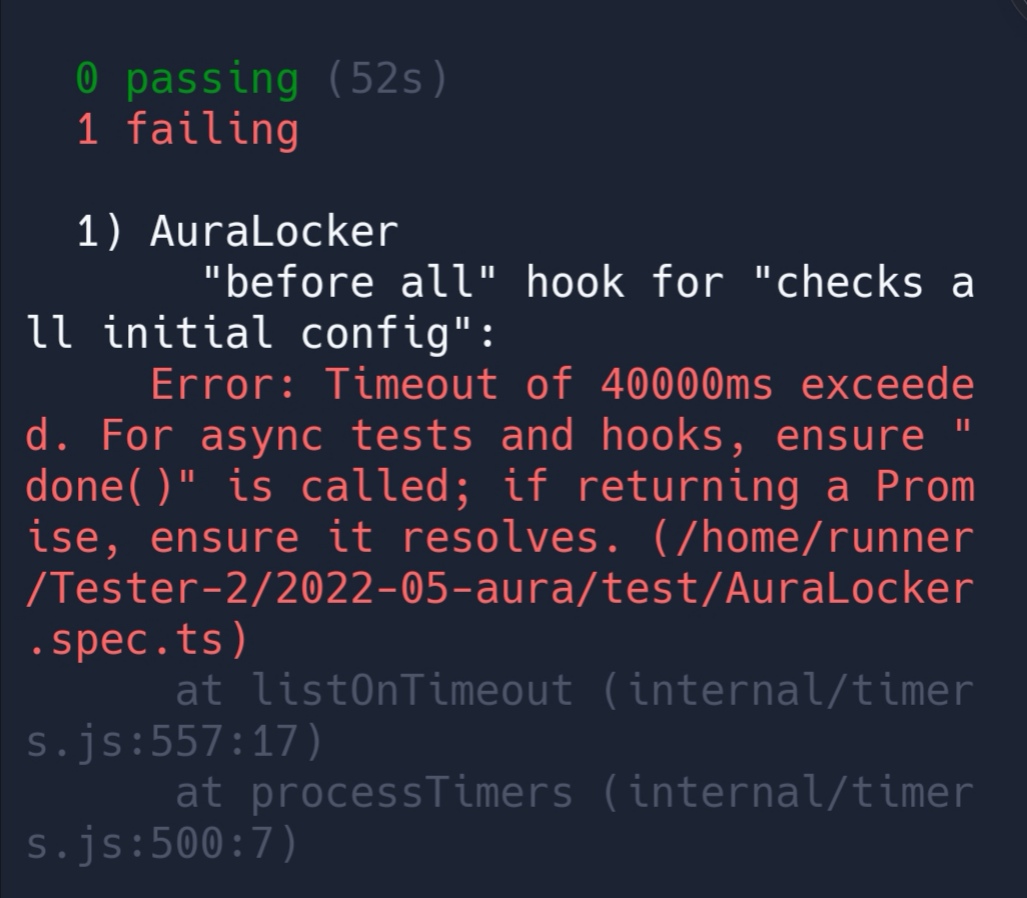 0 passing (52s)
1 failing
1) AuraLocker
"before all" hook for "checks a
ll initial config":
Error: Timeout of 40000ms exceede
d. For async tests and hooks, ensure "
done()" is called; if returning a Prom
ise, ensure it resolves. (/home/runner
/Tester-2/2022-05-aura/test/AuraLocker
.spec.ts)
at listOnTimeout (internal/timer
s.js:557:17)
at processTimers (internal/timer
s.js:500:7)